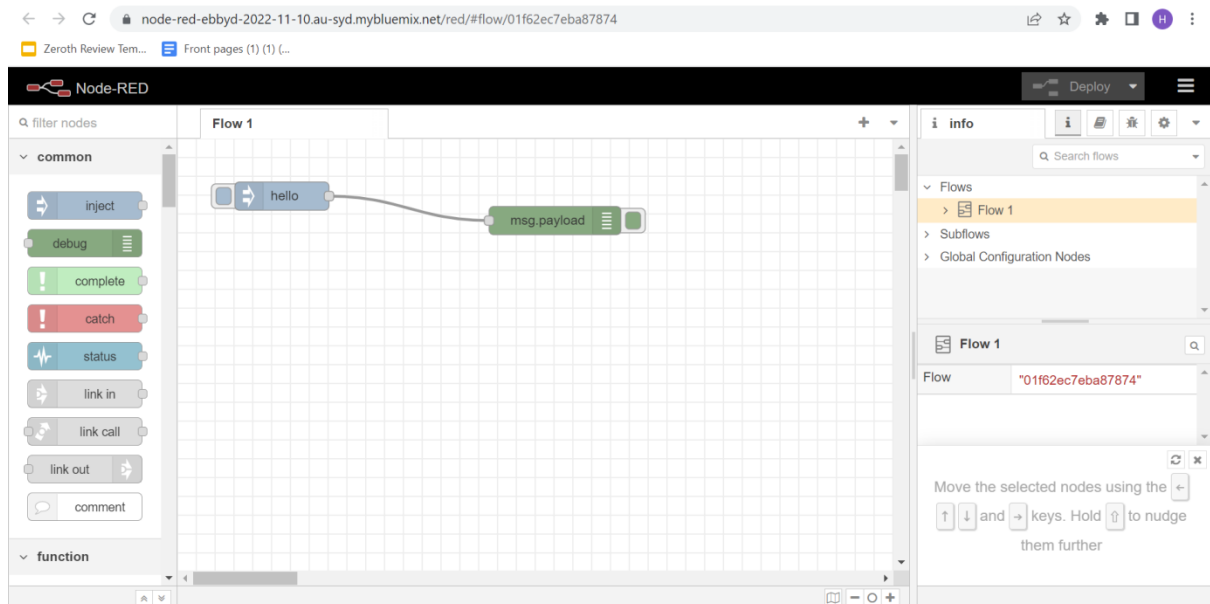 node-red-ebbyd-2022-11-10.au-syd.mybluemix.net/red/#flow/01f62ec7eba87874
H
Zeroth Review Tem...
Front pages (1) (1) (...
Node-RED
Deploy
filter nodes
Flow 1
i info
i
common
Search flows
inject
debug
complete
catch
status
link in
link call
link out
comment
function
hello
msg.payload
Flows
Flow 1
Subflows
Global Configuration Nodes
Flow 1
Flow "01f62ec7eba87874"
Move the selected nodes using the ←
↑ ↓ and → keys. Hold ⇧ to nudge
them further